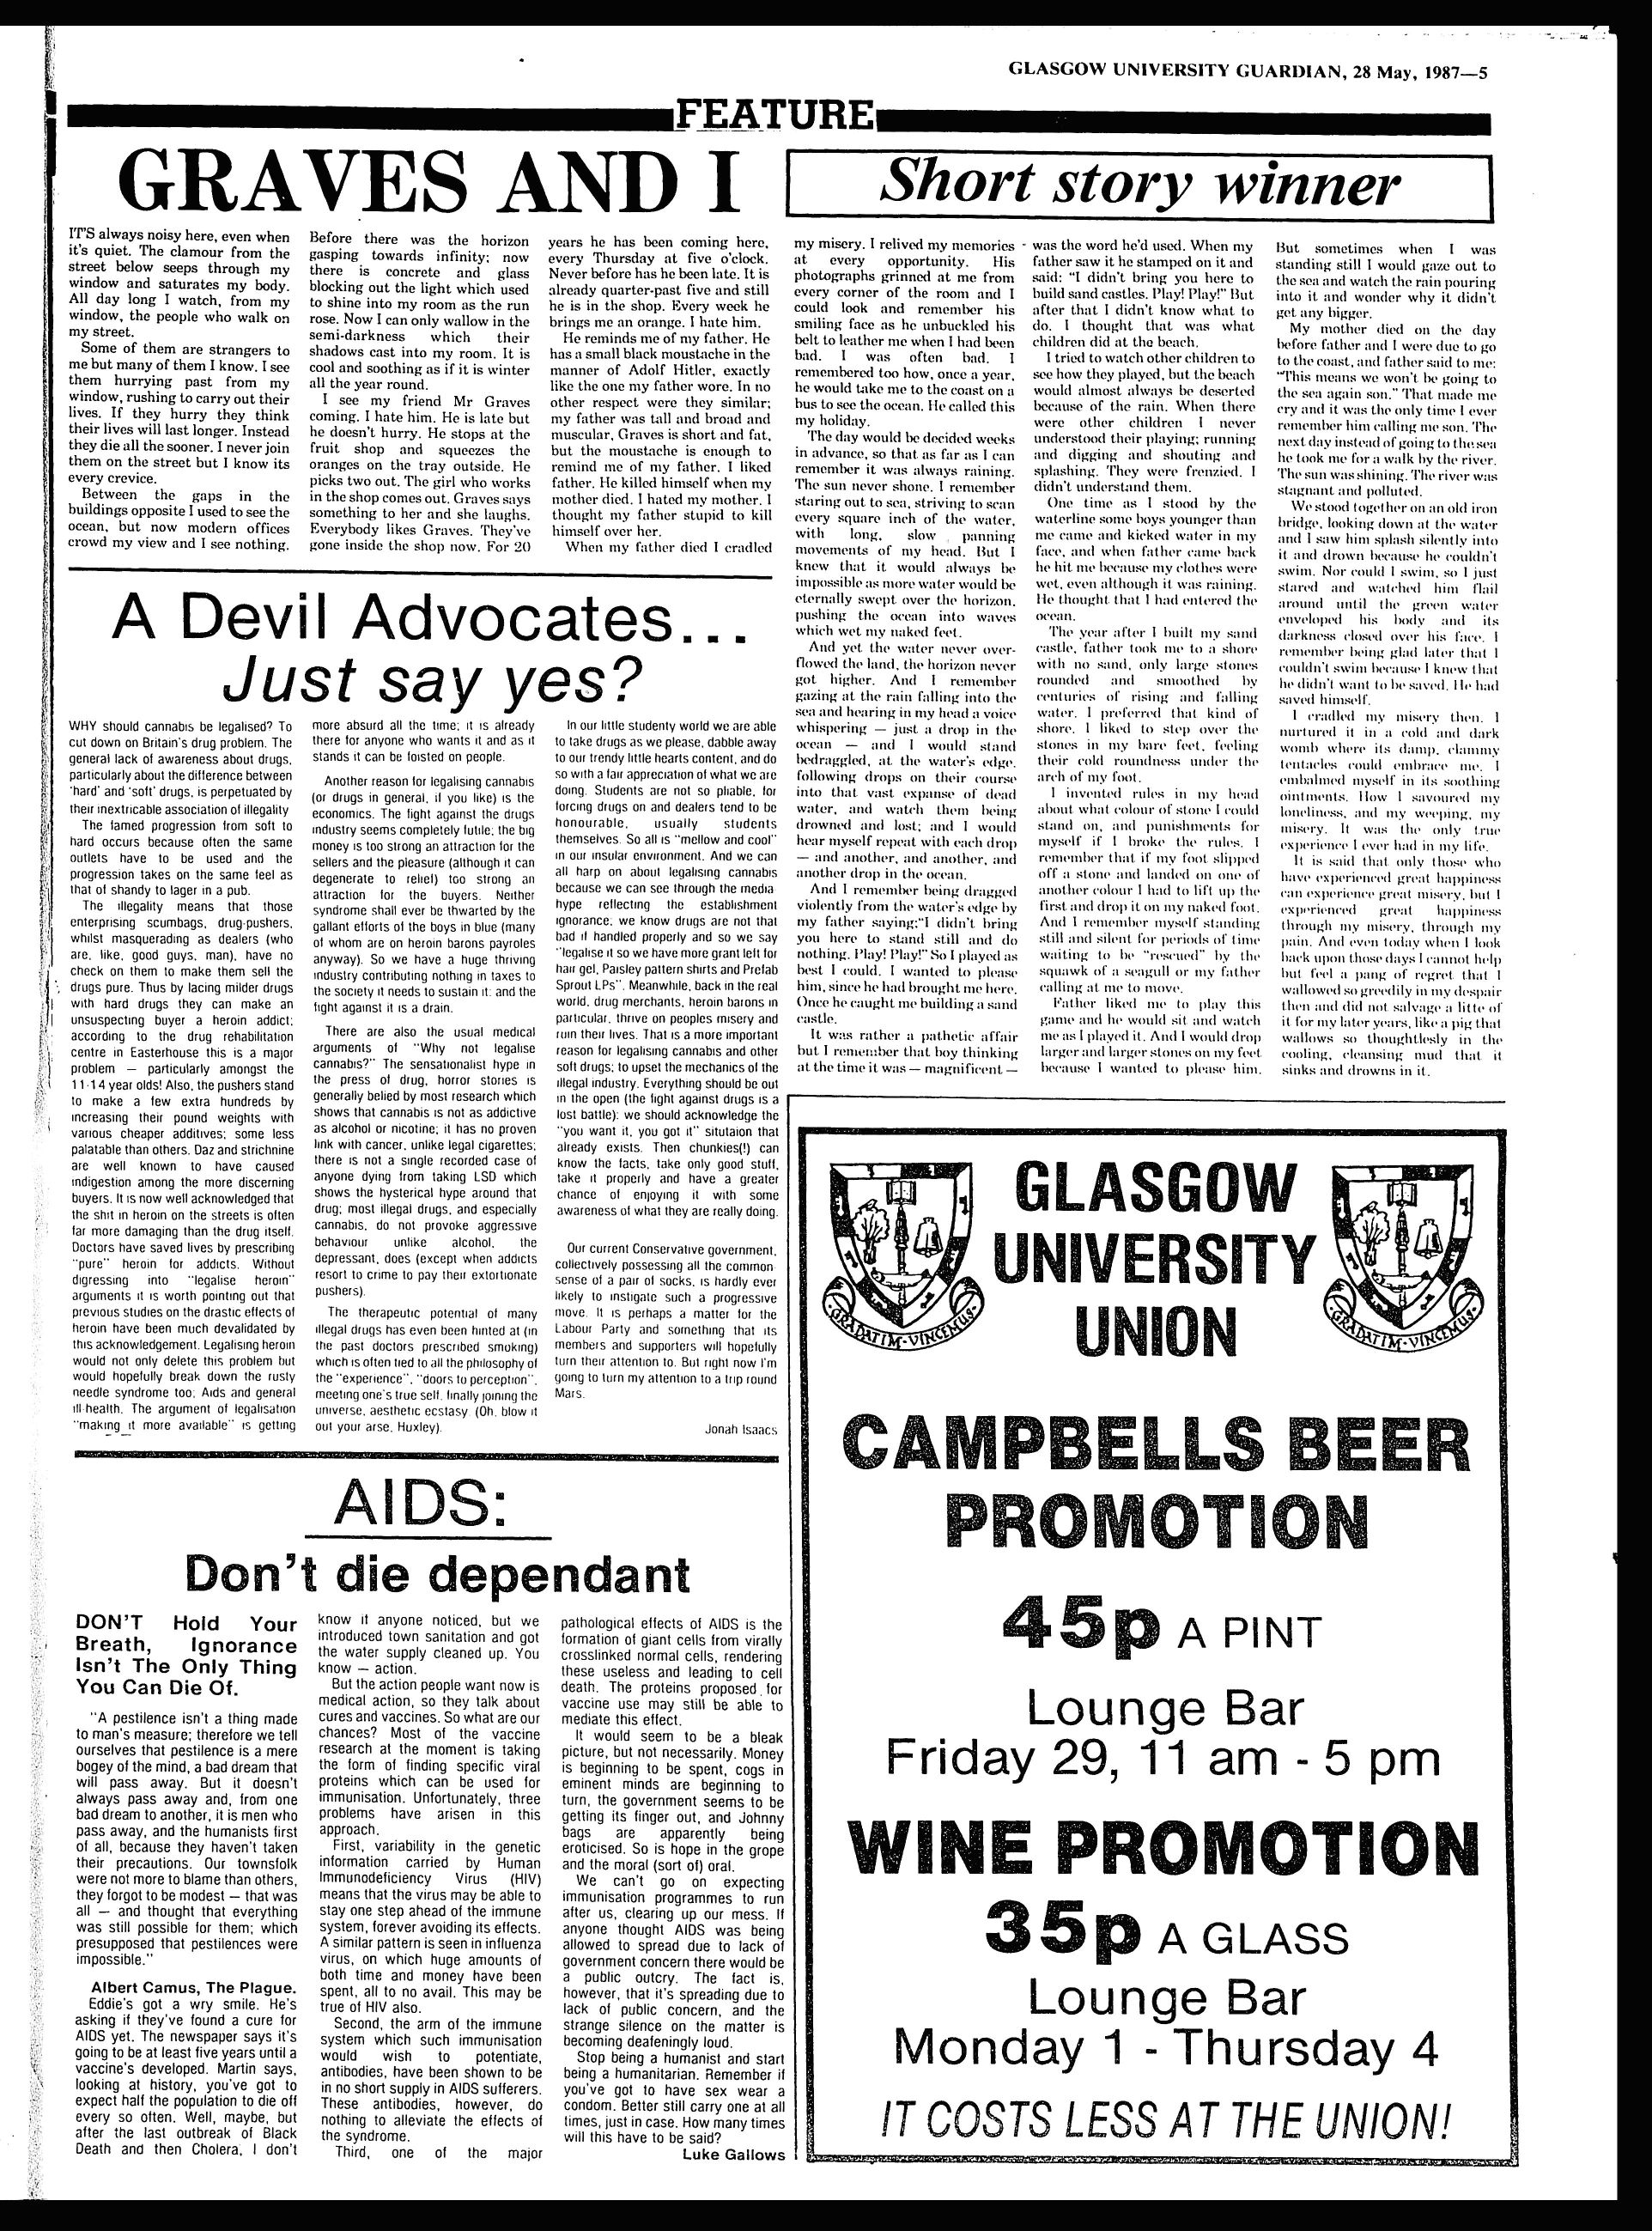 GLASGOW UNIVERSITY GUARDIAN, 28 May, 1987—5
FEATURE
GRAVES AND I
Short story winner
IT'S always noisy here, even when
it's quiet. The clamour from the
street below seeps through my
window and saturates my body.
All day long I watch, from my
window, the people who walk on
my street.
Some of them are strangers to
me but many of them I know. I see
them hurrying past from my
window, rushing to carry out their
lives. If they hurry they think
their lives will last longer. Instead
they die all the sooner. I never join
them on the street but I know its
every crevice.
Between the gaps in the
buildings opposite I used to see the
ocean, but now modern offices
crowd my view and I see nothing.
Before there was the horizon
gasping towards infinity; now
there is concrete and glass
blocking out the light which used
to shine into my room as the run
rose. Now I can only wallow in the
semi-darkness which their
shadows cast into my room. It is
cool and soothing as if it is winter
all the year round.
I see my friend Mr Graves
coming. I hate him. He is late but
he doesn't hurry. He stops at the
fruit shop and squeezes the
oranges on the tray outside. He
picks two out. The girl who works
in the shop comes out. Graves says
something to her and she laughs.
Everybody likes Graves. They've
gone inside the shop now. For 20
years he has been coming here,
every Thursday at five o'clock.
Never before has he been late. It is
already quarter-past five and still
he is in the shop. Every week he
brings me an orange. I hate him.
He reminds me of my father. He
has a small black moustache in the
manner of Adolf Hitler, exactly
like the one my father wore. In no
other respect were they similar;
my father was tall and broad and
muscular, Graves is short and fat,
but the moustache is enough to
remind me of my father. I liked
father. He killed himself when my
mother died. I hated my mother. I
thought my father stupid to kill
himself over her.
When my father died I cradled
my misery. I relived my memories
at every opportunity. His
photographs grinned at me from
every corner of the room and I
could look and remember his
smiling face as he unbuckled his
belt to leather me when I had been
bad. I was often bad. I
remembered too how, once a year,
he would take me to the coast on a
bus to see the ocean. He called this
my holiday.
The day would be decided weeks
in advance, so that as far as I can
remember it was always raining.
The sun never shone. I remember
staring out to sea, striving to scan
every square inch of the water,
with long, slow panning
movements of my head. But I
knew that it would always be
impossible as more water would be
eternally swept over the horizon,
pushing the ocean into waves
which wet my naked feet.
And yet the water never over-
flowed the land, the horizon never
got higher. And I remember
gazing at the rain falling into the
sea and hearing in my head a voice
whispering — just a drop in the
ocean — and I would stand
bedraggled, at the water's edge,
following drops on their course
into that vast expanse of dead
water, and watch them being
drowned and lost; and I would
hear myself repeat with each drop
— and another, and another, and
another drop in the ocean.
And I remember being dragged
violently from the water's edge by
my father saying:"I didn't bring
you here to stand still and do
nothing. Play! Play!" So I played as
best I could. I wanted to please
him, since he had brought me here.
Once he caught me building a sand
castle.
It was rather a pathetic affair
but I remember that boy thinking
at the time it was — magnificent —
was the word he'd used. When my
father saw it he stamped on it and
said: "I didn't bring you here to
build sand castles. Play! Play!" But
after that I didn't know what to
do. I thought that was what
children did at the beach.
I tried to watch other children to
see how they played, but the beach
would almost always be deserted
because of the rain. When there
were other children I never
understood their playing; running
and digging and shouting and
splashing. They were frenzied. I
didn't understand them.
One time as I stood by the
waterline some boys younger than
me came and kicked water in my
face, and when father came back
he hit me because my clothes were
wet, even although it was raining.
He thought that I had entered the
ocean.
The year after I built my sand
castle, father took me to a shore
with no sand, only large stones
rounded and smoothed by
centuries of rising and falling
water. I preferred that kind of
shore. I liked to step over the
stones in my bare feet, feeling
their cold roundness under the
arch of my foot.
I invented rules in my head
about what colour of stone I could
stand on, and punishments for
myself if I broke the rules. I
remember that if my foot slipped
off a stone and landed on one of
another colour I had to lift up the
first and drop it on my naked foot.
And I remember myself standing
still and silent for periods of time
waiting to be "rescued" by the
squawk of a seagull or my father
calling at me to move.
Father liked me to play this
game and he would sit and watch
me as I played it. And I would drop
larger and larger stones on my feet
because I wanted to please him.
But sometimes when I was
standing still I would gaze out to
the sea and watch the rain pouring
into it and wonder why it didn't
get any bigger.
My mother died on the day
before father and I were due to go
to the coast, and father said to me:
"This means we won't be going to
the sea again son." That made me
cry and it was the only time I ever
remember him calling me son. The
next day instead of going to the sea
he took me for a walk by the river.
The sun was shining. The river was
stagnant and polluted.
We stood together on an old iron
bridge, looking down at the water
and I saw him splash silently into
it and drown because he couldn't
swim. Nor could I swim, so I just
stared and watched him flail
around until the green water
enveloped his body and its
darkness closed over his face. I
remember being glad later that I
couldn't swim because I knew that
he didn't want to be saved. He had
saved himself.
I cradled my misery then. I
nurtured it in a cold and dark
womb where its damp, clammy
tentacles could embrace me. I
embalmed myself in its soothing
ointments. How I savoured my
loneliness, and my weeping, my
misery. It was the only true
experience I ever had in my life.
It is said that only those who
have experienced great happiness
can experience great misery, but I
experienced great happiness
through my misery, through my
pain. And even today when I look
back upon those days I cannot help
but feel a pang of regret that I
wallowed so greedily in my despair
then and did not salvage a litte of
it for my later years, like a pig that
wallows so thoughtlessly in the
cooling, cleansing mud that it
sinks and drowns in it.
A Devil Advocates...
Just say yes?
WHY should cannabis be legalised? To
cut down on Britain's drug problem. The
general lack of awareness about drugs,
particularly about the difference between
'hard' and 'soft' drugs, is perpetuated by
their inextricable association of illegality
The famed progression from soft to
hard occurs because often the same
outlets have to be used and the
progression takes on the same feel as
that of shandy to lager in a pub.
The illegality means that those
enterprising scumbags, drug-pushers,
whilst masquerading as dealers (who
are, like, good guys, man), have no
check on them to make them sell the
drugs pure. Thus by lacing milder drugs
with hard drugs they can make an
unsuspecting buyer a heroin addict;
according to the drug rehabilitation
centre in Easterhouse this is a major
problem — particularly amongst the
11-14 year olds! Also, the pushers stand
to make a few extra hundreds by
increasing their pound weights with
various cheaper additives; some less
palatable than others. Daz and strichnine
are well known to have caused
indigestion among the more discerning
buyers. It is now well acknowledged that
the shit in heroin on the streets is often
far more damaging than the drug itself.
Doctors have saved lives by prescribing
"pure" heroin for addicts. Without
digressing into "legalise heroin"
arguments it is worth pointing out that
previous studies on the drastic effects of
heroin have been much devalidated by
this acknowledgement. Legalising heroin
would not only delete this problem but
would hopefully break down the rusty
needle syndrome too; Aids and general
ill-health. The argument of legalisation
"making it more available" is getting
more absurd all the time; it is already
there for anyone who wants it and as it
stands it can be foisted on people.
Another reason for legalising cannabis
(or drugs in general, if you like) is the
economics. The fight against the drugs
industry seems completely futile; the big
money is too strong an attraction for the
sellers and the pleasure (although it can
degenerate to relief) too strong an
attraction for the buyers. Neither
syndrome shall ever be thwarted by the
gallant efforts of the boys in blue (many
of whom are on heroin barons payroles
anyway). So we have a huge thriving
industry contributing nothing in taxes to
the society it needs to sustain it: and the
fight against it is a drain.
There are also the usual medical
arguments of "Why not legalise
cannabis?" The sensationalist hype in
the press of drug, horror stories is
generally belied by most research which
shows that cannabis is not as addictive
as alcohol or nicotine; it has no proven
link with cancer, unlike legal cigarettes;
there is not a single recorded case of
anyone dying from taking LSD which
shows the hysterical hype around that
drug; most illegal drugs, and especially
cannabis, do not provoke aggressive
behaviour unlike alcohol, the
depressant, does (except when addicts
resort to crime to pay their extortionate
pushers).
The therapeutic potential of many
illegal drugs has even been hinted at (in
the past doctors prescribed smoking)
which is often tied to all the philosophy of
the "experience", "doors to perception",
meeting one's true self, finally joining the
universe, aesthetic ecstasy. (Oh, blow it
out your arse, Huxley).
In our little studenty world we are able
to take drugs as we please, dabble away
to our trendy little hearts content, and do
so with a fair appreciation of what we are
doing. Students are not so pliable, for
forcing drugs on and dealers tend to be
honourable, usually students
themselves. So all is "mellow and cool"
in our insular environment. And we can
all harp on about legalising cannabis
because we can see through the media
hype reflecting the establishment
ignorance; we know drugs are not that
bad if handled properly and so we say
"legalise it so we have more grant left for
hair gel, Paisley pattern shirts and Prefab
Sprout LPs". Meanwhile, back in the real
world, drug merchants, heroin barons in
particular, thrive on peoples misery and
ruin their lives. That is a more important
reason for legalising cannabis and other
soft drugs; to upset the mechanics of the
illegal industry. Everything should be out
in the open (the fight against drugs is a
lost battle): we should acknowledge the
"you want it, you got it" situtaion that
already exists. Then chunkies(!) can
know the facts, take only good stuff,
take it properly and have a greater
chance of enjoying it with some
awareness of what they are really doing.
Our current Conservative government,
collectively possessing all the common
sense of a pair of socks, is hardly ever
likely to instigate such a progressive
move. It is perhaps a matter for the
Labour Party and something that its
members and supporters will hopefully
turn their attention to. But right now I'm
going to turn my attention to a trip round
Mars.
Jonah Isaacs
AIDS:
Don't die dependant
DON'T Hold Your
Breath, Ignorance
Isn't The Only Thing
You Can Die Of.
"A pestilence isn't a thing made
to man's measure; therefore we tell
ourselves that pestilence is a mere
bogey of the mind, a bad dream that
will pass away. But it doesn't
always pass away and, from one
bad dream to another, it is men who
pass away, and the humanists first
of all, because they haven't taken
their precautions. Our townsfolk
were not more to blame than others,
they forgot to be modest — that was
all — and thought that everything
was still possible for them; which
presupposed that pestilences were
impossible."
Albert Camus, The Plague.
Eddie's got a wry smile. He's
asking if they've found a cure for
AIDS yet. The newspaper says it's
going to be at least five years until a
vaccine's developed. Martin says,
looking at history, you've got to
expect half the population to die off
every so often. Well, maybe, but
after the last outbreak of Black
Death and then Cholera, I don't
know if anyone noticed, but we
introduced town sanitation and got
the water supply cleaned up. You
know — action.
But the action people want now is
medical action, so they talk about
cures and vaccines. So what are our
chances? Most of the vaccine
research at the moment is taking
the form of finding specific viral
proteins which can be used for
immunisation. Unfortunately, three
problems have arisen in this
approach.
First, variability in the genetic
information carried by Human
Immunodeficiency Virus (HIV)
means that the virus may be able to
stay one step ahead of the immune
system, forever avoiding its effects.
A similar pattern is seen in influenza
virus, on which huge amounts of
both time and money have been
spent, all to no avail. This may be
true of HIV also.
Second, the arm of the immune
system which such immunisation
would wish to potentiate,
antibodies, have been shown to be
in no short supply in AIDS sufferers.
These antibodies, however, do
nothing to alleviate the effects of
the syndrome.
Third, one of the major
pathological effects of AIDS is the
formation of giant cells from virally
crosslinked normal cells, rendering
these useless and leading to cell
death. The proteins proposed for
vaccine use may still be able to
mediate this effect.
It would seem to be a bleak
picture, but not necessarily. Money
is beginning to be spent, cogs in
eminent minds are beginning to
turn, the government seems to be
getting its finger out, and Johnny
bags are apparently being
eroticised. So is hope in the grope
and the moral (sort of) oral.
We can't go on expecting
immunisation programmes to run
after us, clearing up our mess. If
anyone thought AIDS was being
allowed to spread due to lack of
government concern there would be
a public outcry. The fact is,
however, that it's spreading due to
lack of public concern, and the
strange silence on the matter is
becoming deafeningly loud.
Stop being a humanist and start
being a humanitarian. Remember if
you've got to have sex wear a
condom. Better still carry one at all
times, just in case. How many times
will this have to be said?
Luke Gallows
GLASGOW
UNIVERSITY
UNION
GRADATIM·VINCEMUS
GRADATIM·VINCEMUS
CAMPBELLS BEER
PROMOTION
45p A PINT
Lounge Bar
Friday 29, 11 am - 5 pm
WINE PROMOTION
35p A GLASS
Lounge Bar
Monday 1 - Thursday 4
IT COSTS LESS AT THE UNION!